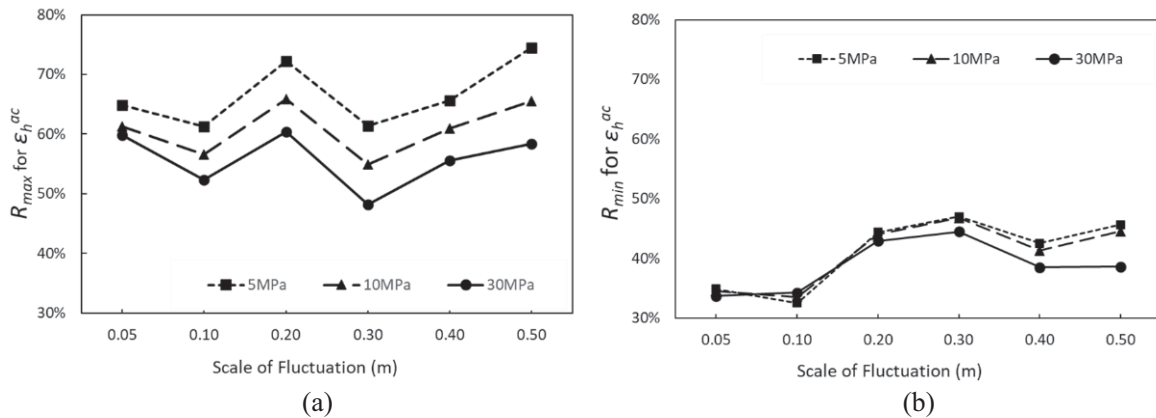 80%
70%
60%
50%
40%
30%
R_max for ε_h^ac
5MPa 10MPa 30MPa
0.05 0.10 0.20 0.30 0.40 0.50
Scale of Fluctuation (m)
(a)
80%
70%
60%
50%
40%
30%
R_min for ε_h^ac
5MPa 10MPa 30MPa
0.05 0.10 0.20 0.30 0.40 0.50
Scale of Fluctuation (m)
(b)